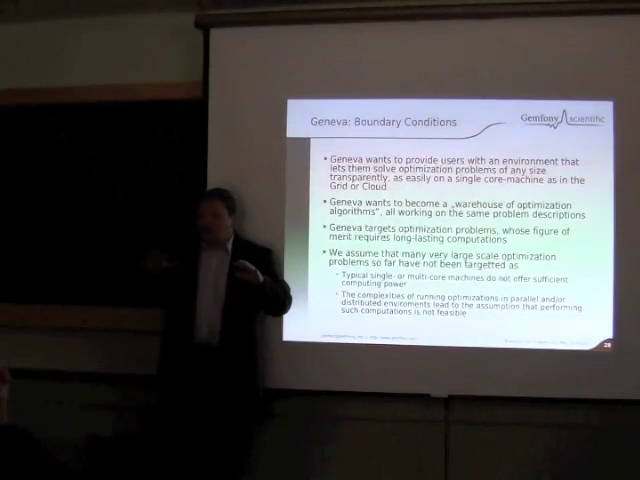 Geneva: Boundary Conditions
Gemfony scientific
Geneva wants to provide users with an environment that
lets them solve optimization problems of any size
transparently, as easily on a single core-machine as in the
Grid or Cloud
Geneva wants to become a „warehouse of optimization
algorithms", all working on the same problem descriptions
Geneva targets optimization problems, whose figure of
merit requires long-lasting computations
We assume that many very large scale optimization
problems so far have not been targetted as
Typical single- or multi-core machines do not offer sufficient
computing power
The complexities of running optimizations in parallel and/or
distributed enviroments lead to the assumption that performing
such computations is not feasible
28